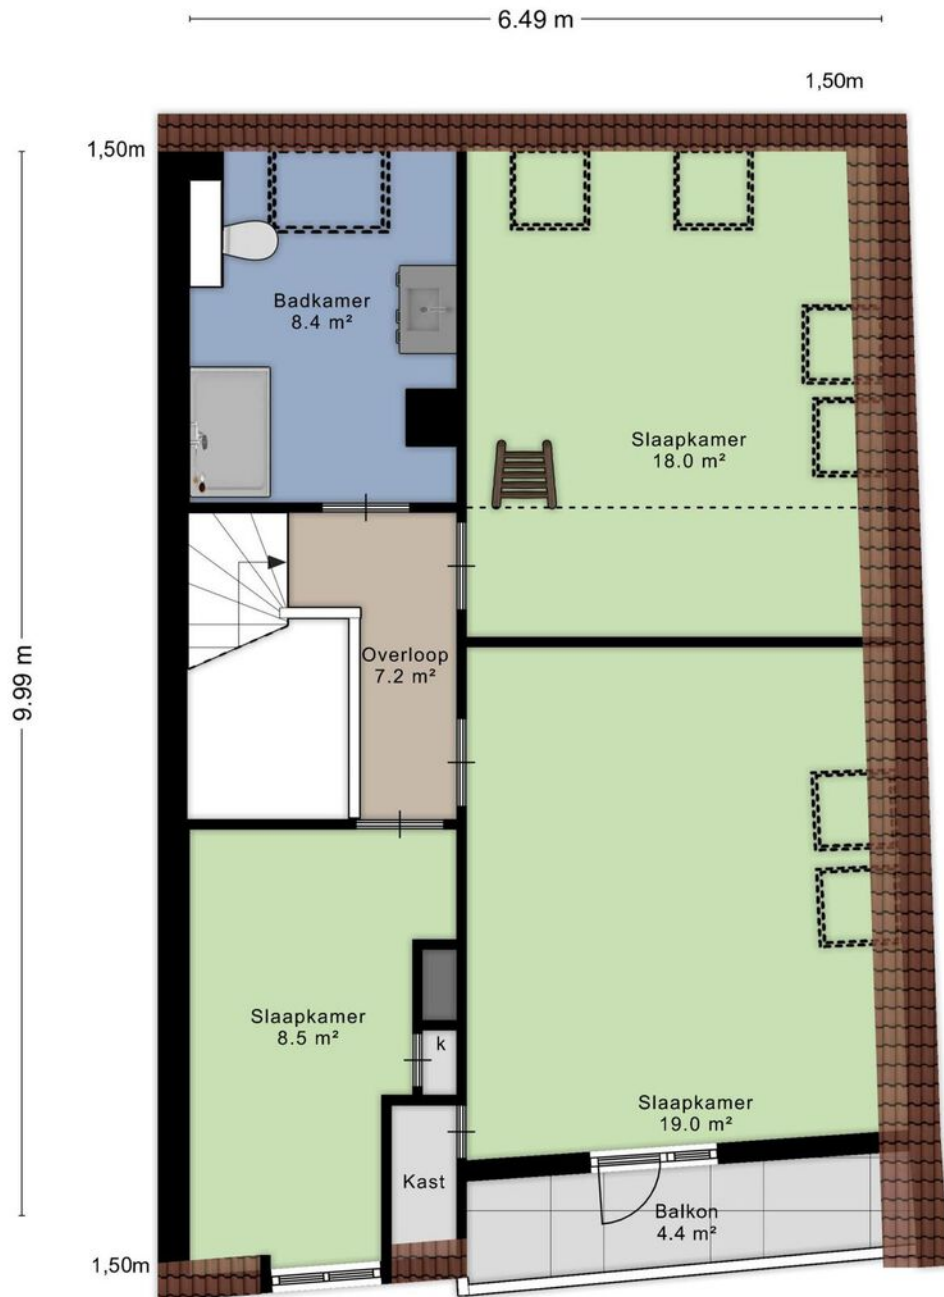 6.49 m
1,50m
1,50m
Badkamer
8.4 m²
Slaapkamer
18.0 m²
Overloop
7.2 m²
9.99 m
Slaapkamer
8.5 m²
k
Slaapkamer
19.0 m²
Kast
Balkon
4.4 m²
1,50m